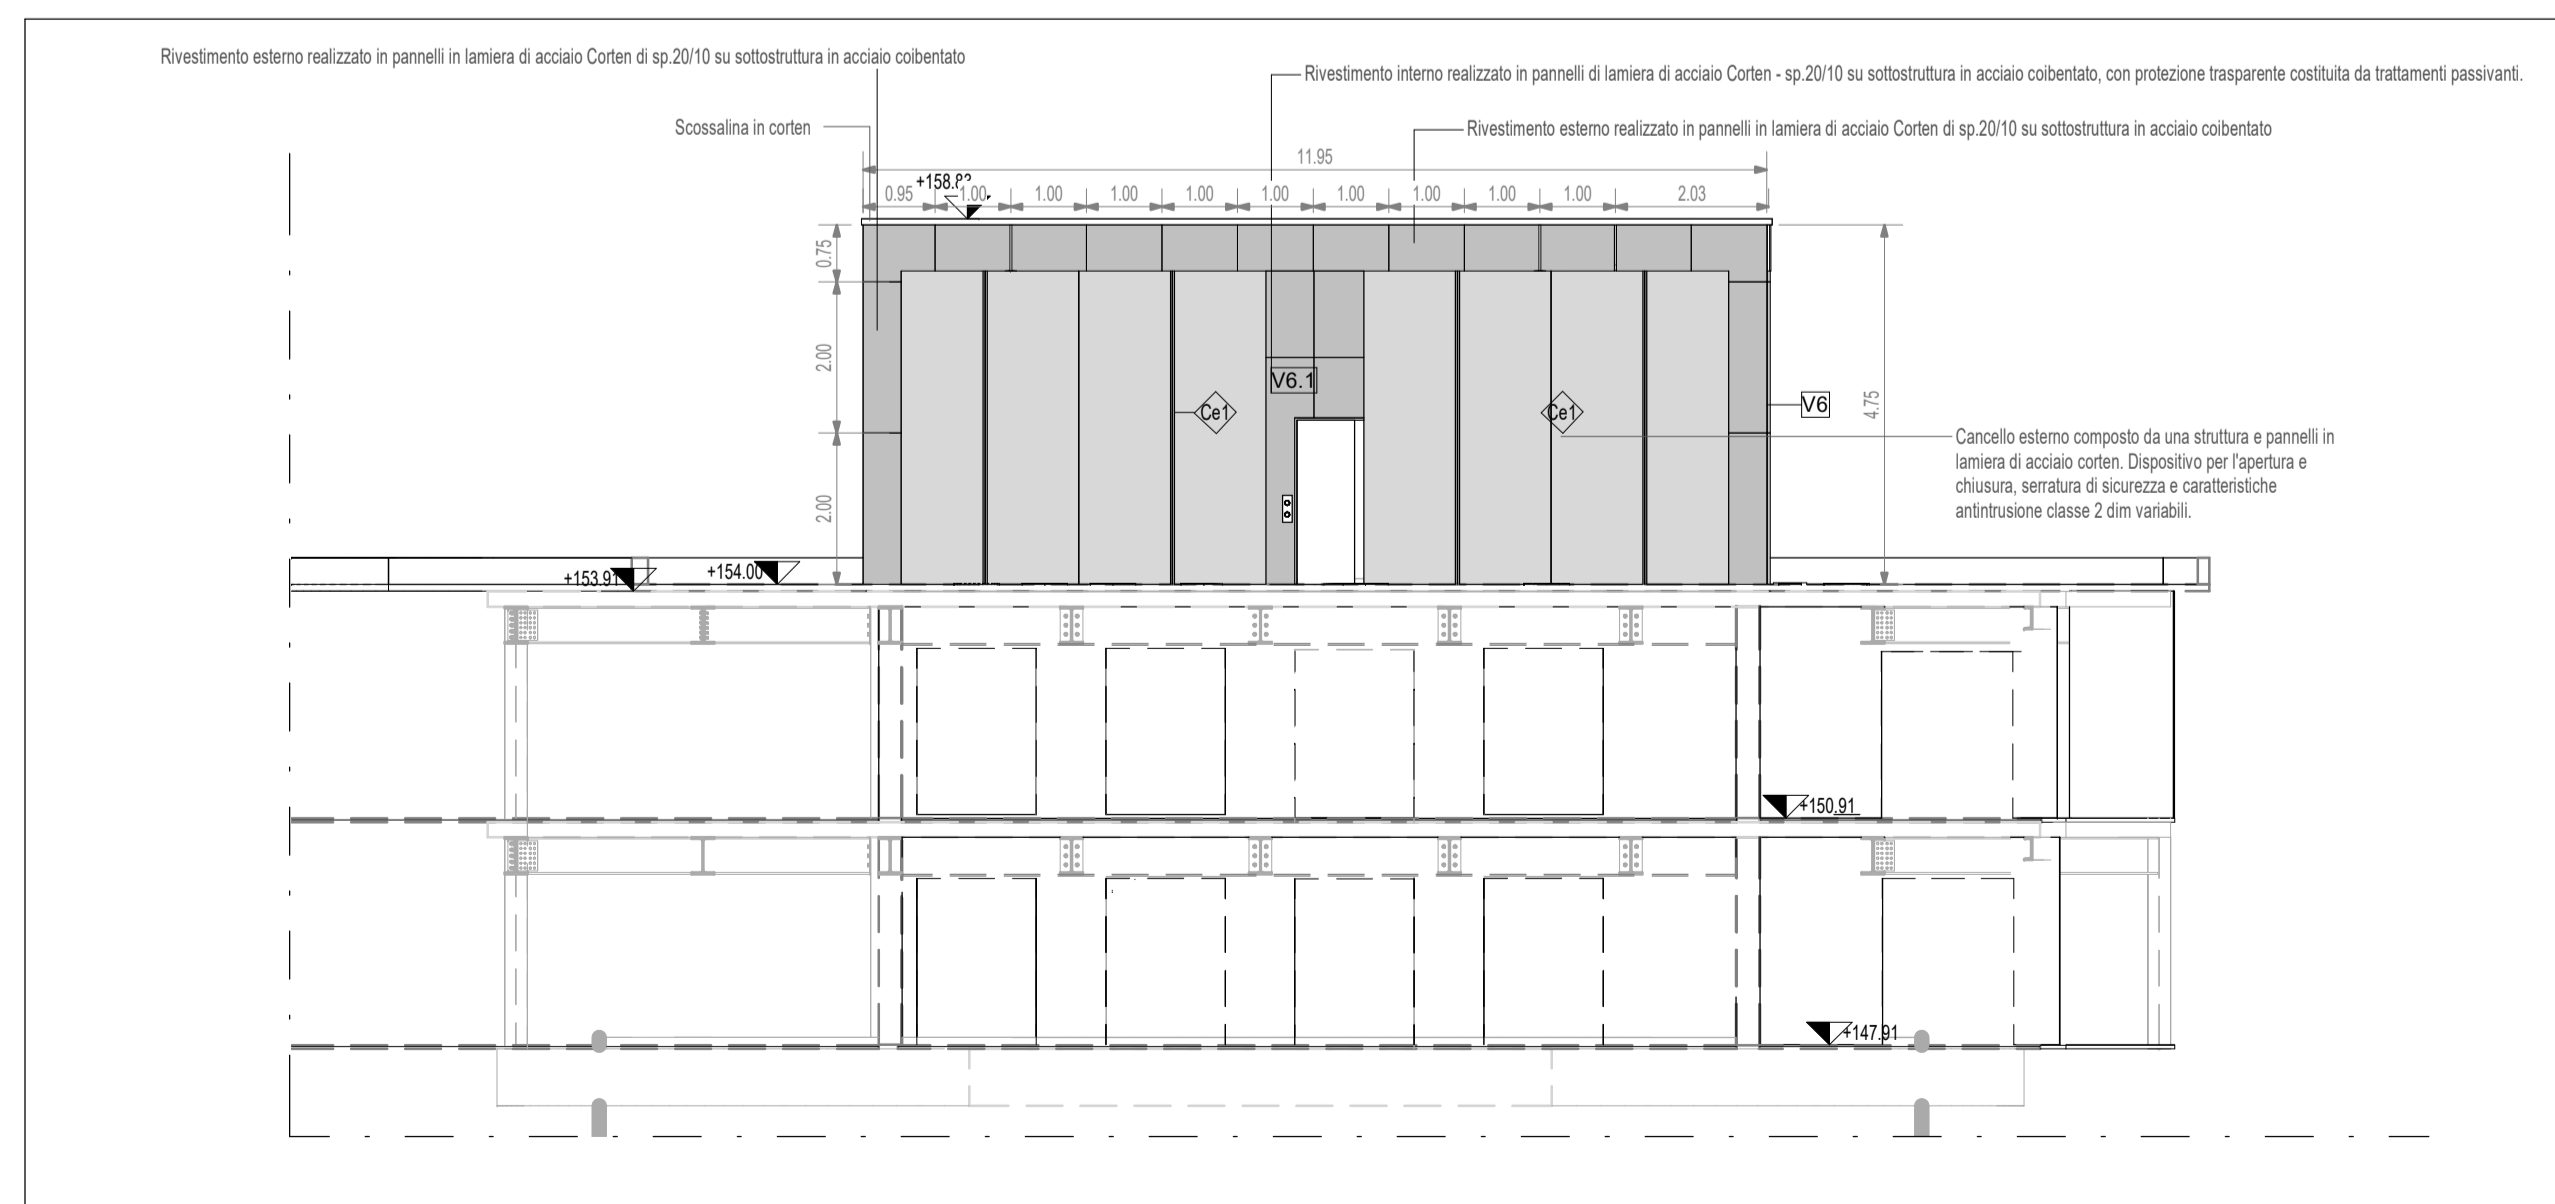 Rivestimento esterno realizzato in pannelli in lamiera di acciaio Corten di sp.20/10 su sottostruttura in acciaio coibentato
Rivestimento interno realizzato in pannelli di lamiera di acciaio Corten - sp.20/10 su sottostruttura in acciaio coibentato, con protezione trasparente costituita da trattamenti passivanti.
Scossalina in corten
Rivestimento esterno realizzato in pannelli in lamiera di acciaio Corten di sp.20/10 su sottostruttura in acciaio coibentato
11.95
0.95 1.00 1.00 1.00 1.00 1.00 1.00 1.00 1.00 1.00 2.03
0.75
2.00
V6.1
Ce1
Ce1
V6
4.75
Cancello esterno composto da una struttura e pannelli in
lamiera di acciaio corten. Dispositivo per l'apertura e
chiusura, serratura di sicurezza e caratteristiche
antintrusione classe 2 dim variabili.
2.00
+153.91
+154.00
+150.91
+147.91